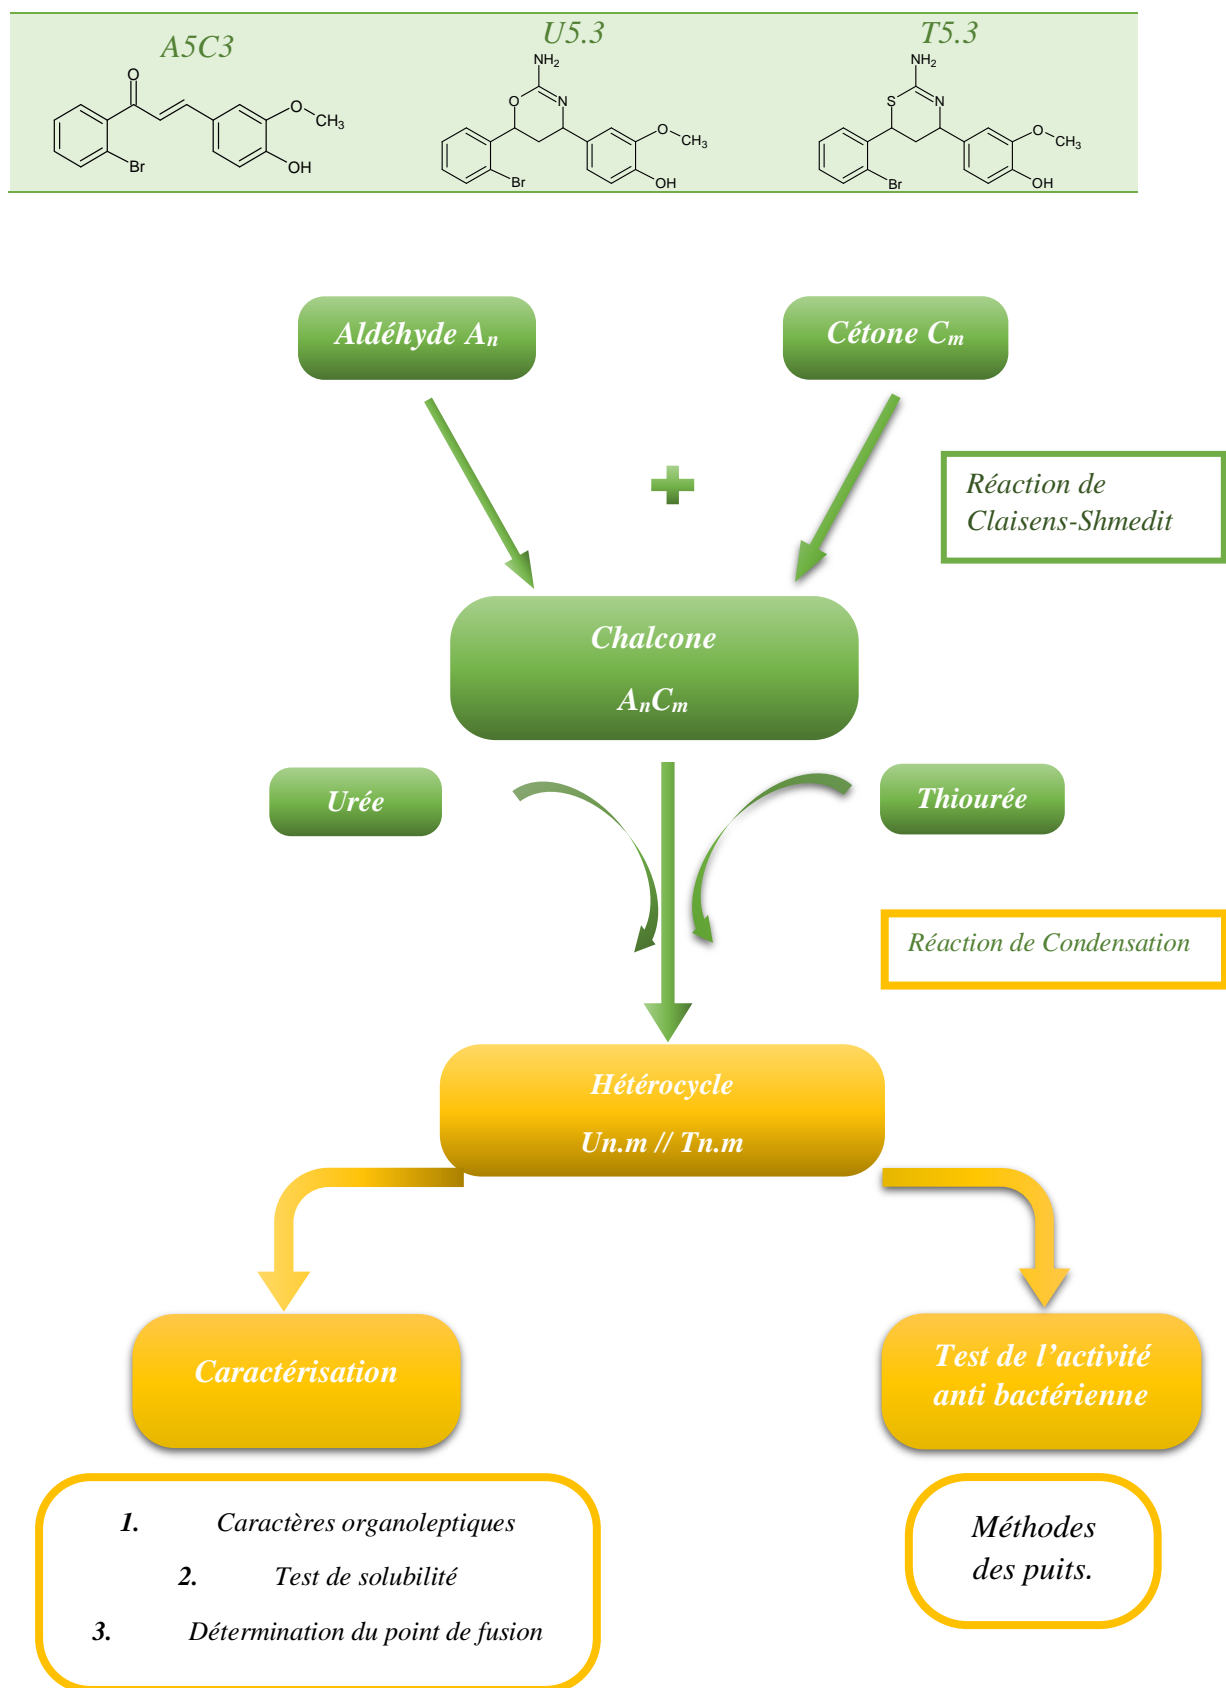 A5C3 U5.3 T5.3
O
O
CH3
Br
OH
NH2
O N
O
CH3
Br
OH
NH2
S N
O
CH3
Br
OH
Aldéhyde An
Cétone Cm
Réaction de
Claisens-Shmedit
Chalcone
AnCm
Urée
Thiourée
Réaction de Condensation
Hétérocycle
Un.m // Tn.m
Caractérisation
Test de l’activité
anti bactérienne
1. Caractères organoleptiques
2. Test de solubilité
3. Détermination du point de fusion
Méthodes
des puits.